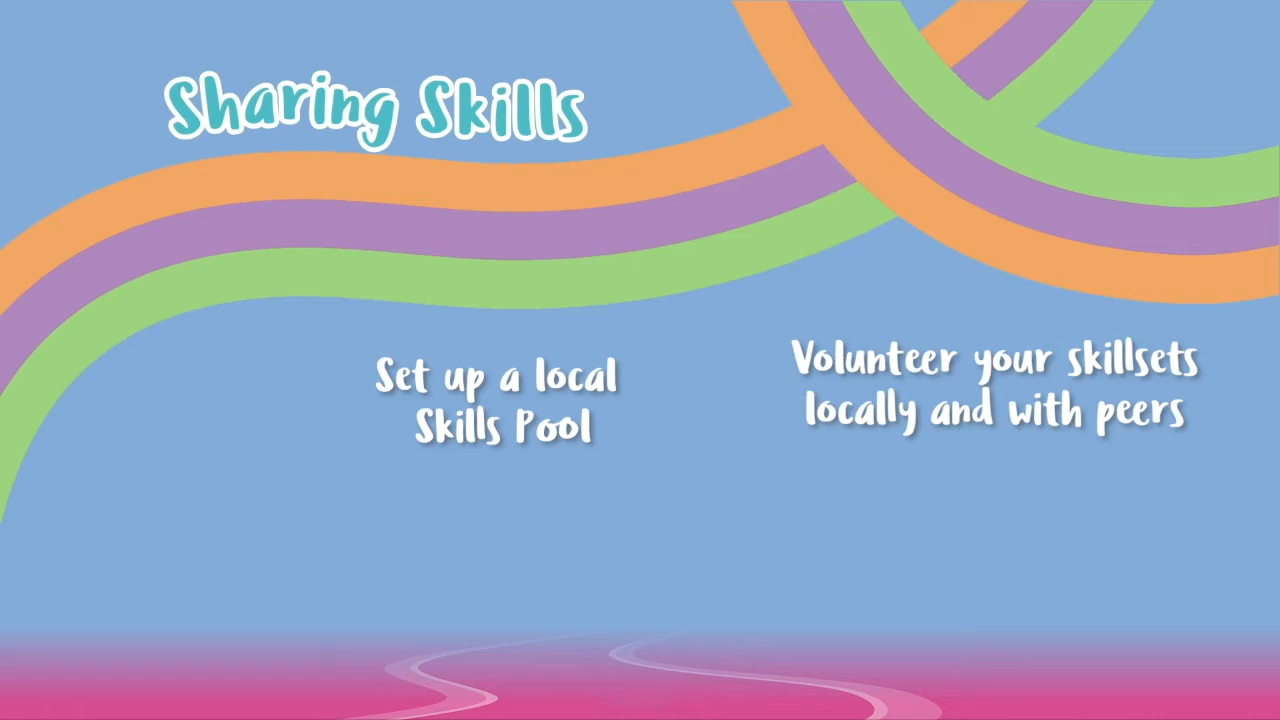 Sharing Skills
Set up a local
Skills Pool
Volunteer your skillsets
locally and with peers